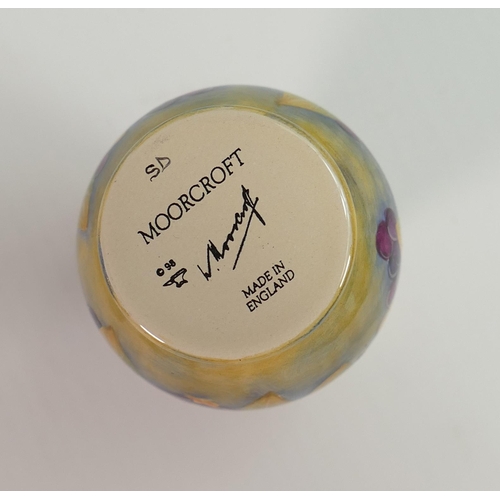 SD
MOORCROFT
W. Moorcroft
© 98
MADE IN
ENGLAND